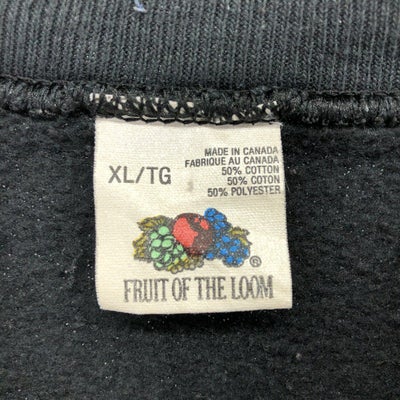 MADE IN CANADA
FABRIQUE AU CANADA
XL/TG
50% COTTON
50% COTON
50% POLYESTER
FRUIT OF THE LOOM
®